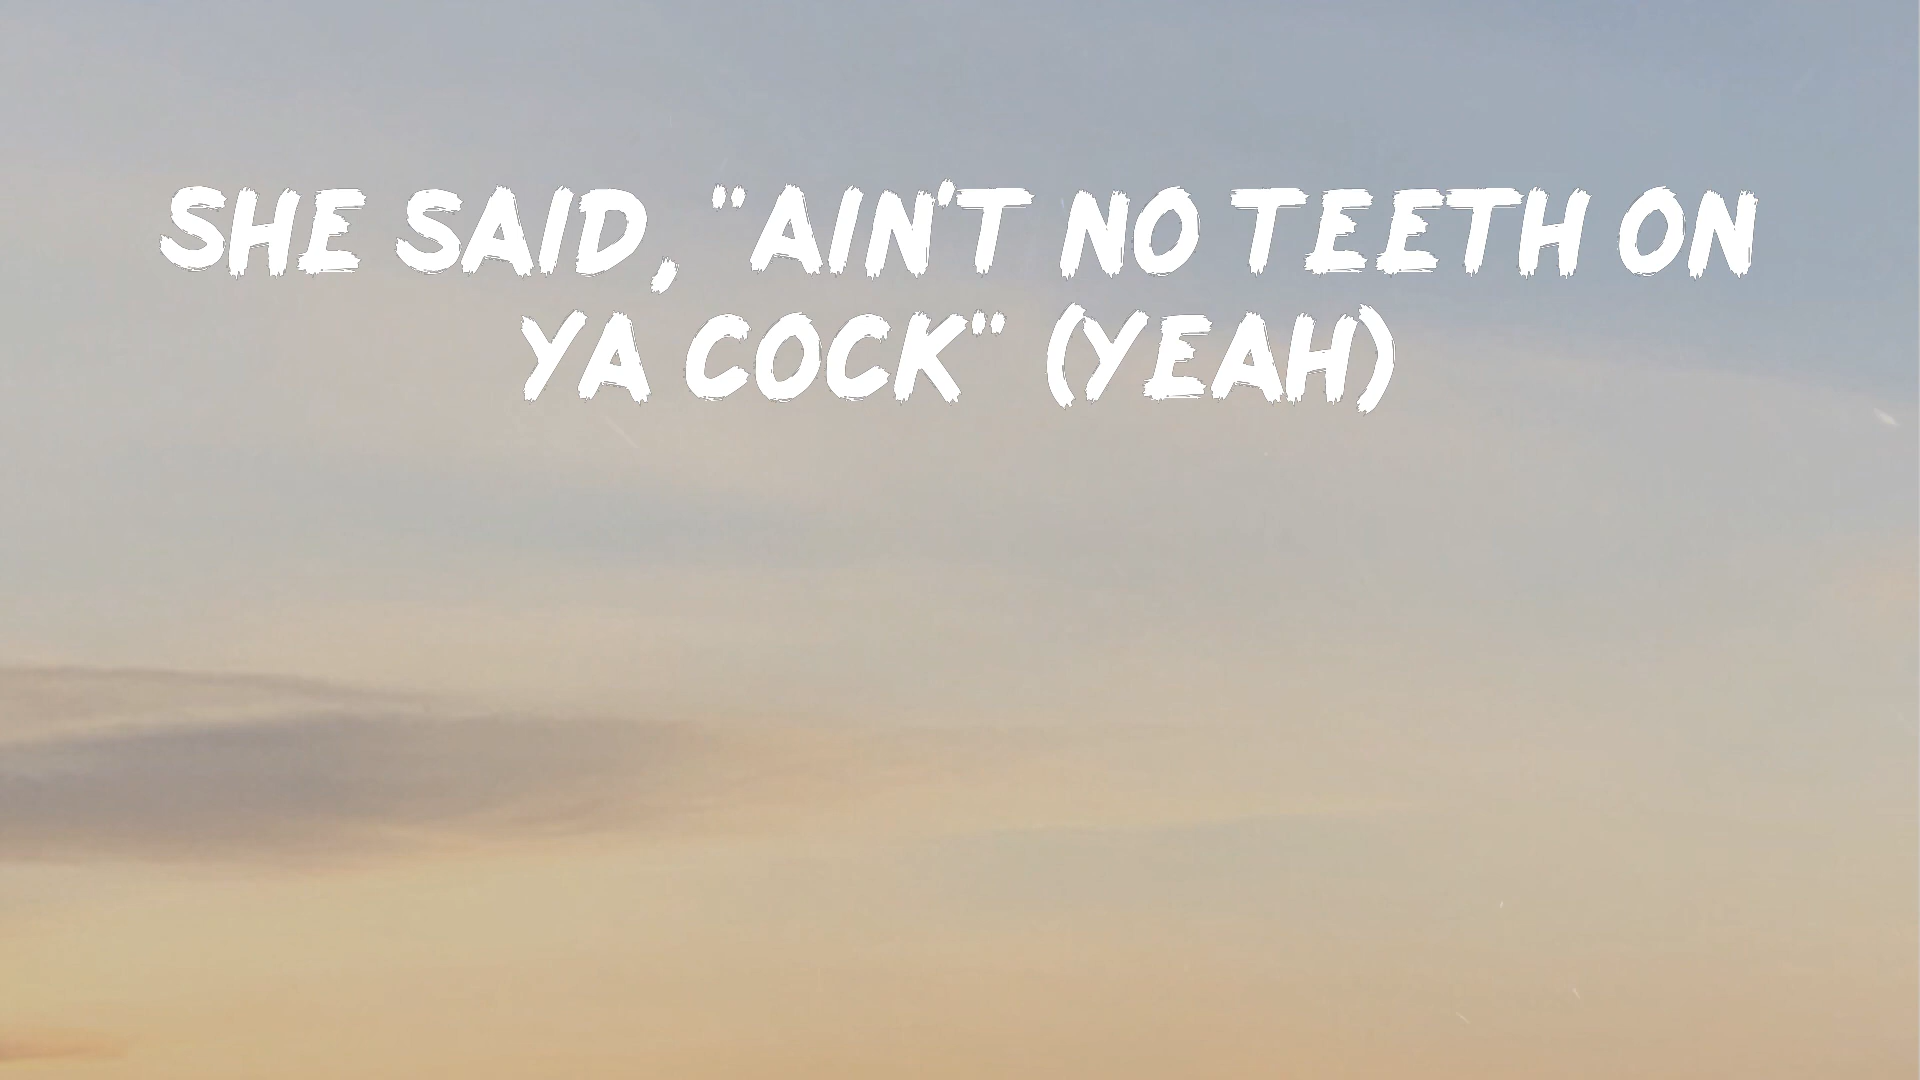 SHE SAID, "AIN'T NO TEETH ON
YA COCK" (YEAH)